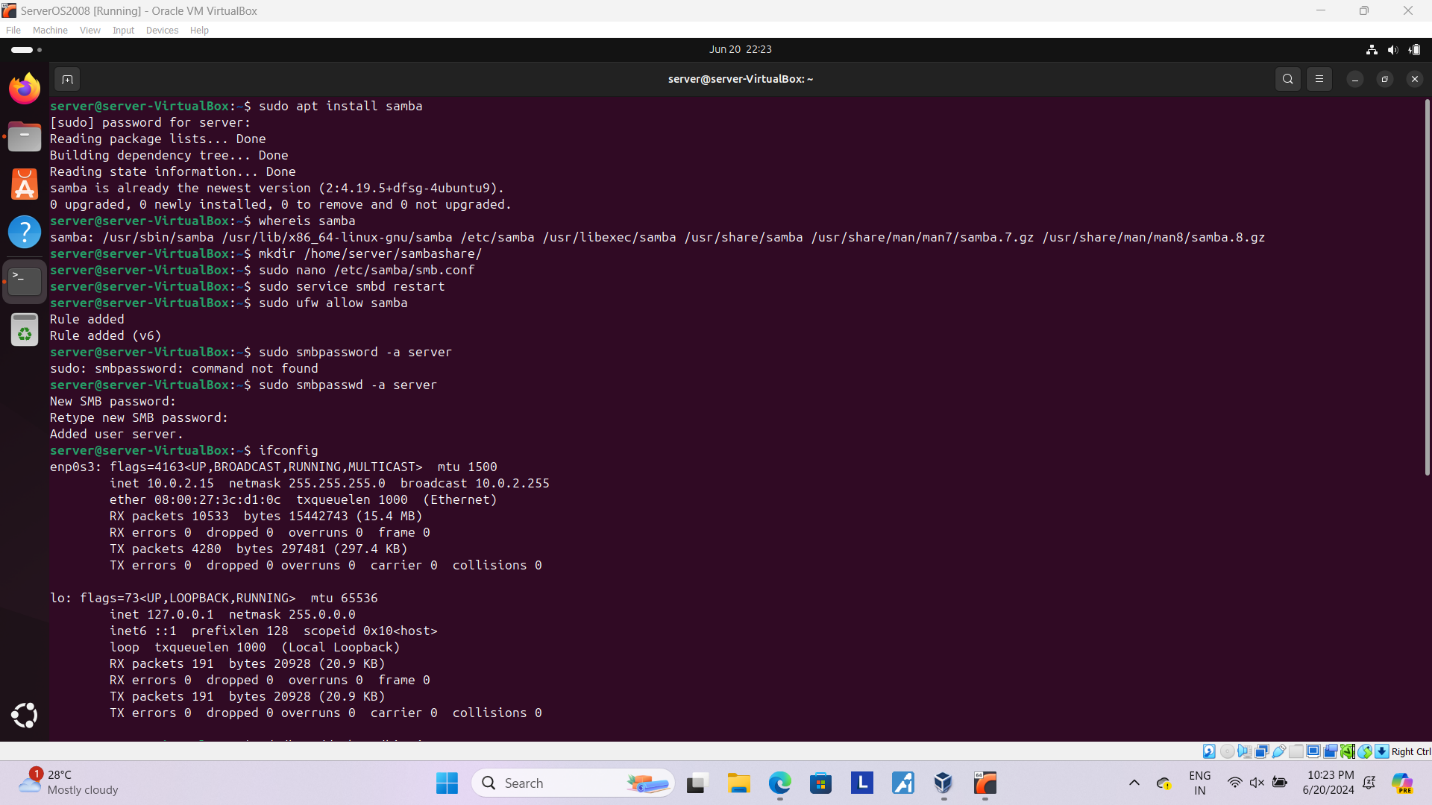 ServerOS2008 [Running] - Oracle VM VirtualBox
File Machine View Input Devices Help
Jun 20 22:23
server@server-VirtualBox: ~
server@server-VirtualBox:~$ sudo apt install samba
[sudo] password for server:
Reading package lists... Done
Building dependency tree... Done
Reading state information... Done
samba is already the newest version (2:4.19.5+dfsg-4ubuntu9).
0 upgraded, 0 newly installed, 0 to remove and 0 not upgraded.
server@server-VirtualBox:~$ whereis samba
samba: /usr/sbin/samba /usr/lib/x86_64-linux-gnu/samba /etc/samba /usr/libexec/samba /usr/share/samba /usr/share/man/man7/samba.7.gz /usr/share/man/man8/samba.8.gz
server@server-VirtualBox:~$ mkdir /home/server/sambashare/
server@server-VirtualBox:~$ sudo nano /etc/samba/smb.conf
server@server-VirtualBox:~$ sudo service smbd restart
server@server-VirtualBox:~$ sudo ufw allow samba
Rule added
Rule added (v6)
server@server-VirtualBox:~$ sudo smbpassword -a server
sudo: smbpassword: command not found
server@server-VirtualBox:~$ sudo smbpasswd -a server
New SMB password:
Retype new SMB password:
Added user server.
server@server-VirtualBox:~$ ifconfig
enp0s3: flags=4163<UP,BROADCAST,RUNNING,MULTICAST>  mtu 1500
inet 10.0.2.15  netmask 255.255.255.0  broadcast 10.0.2.255
ether 08:00:27:3c:d1:0c  txqueuelen 1000  (Ethernet)
RX packets 10533  bytes 15442743 (15.4 MB)
RX errors 0  dropped 0  overruns 0  frame 0
TX packets 4280  bytes 297481 (297.4 KB)
TX errors 0  dropped 0 overruns 0  carrier 0  collisions 0
lo: flags=73<UP,LOOPBACK,RUNNING>  mtu 65536
inet 127.0.0.1  netmask 255.0.0.0
inet6 ::1  prefixlen 128  scopeid 0x10<host>
loop  txqueuelen 1000  (Local Loopback)
RX packets 191  bytes 20928 (20.9 KB)
RX errors 0  dropped 0  overruns 0  frame 0
TX packets 191  bytes 20928 (20.9 KB)
TX errors 0  dropped 0 overruns 0  carrier 0  collisions 0
Right Ctrl
1
28°C
Mostly cloudy
Search
L
ENG
IN
10:23 PM
6/20/2024
PRE